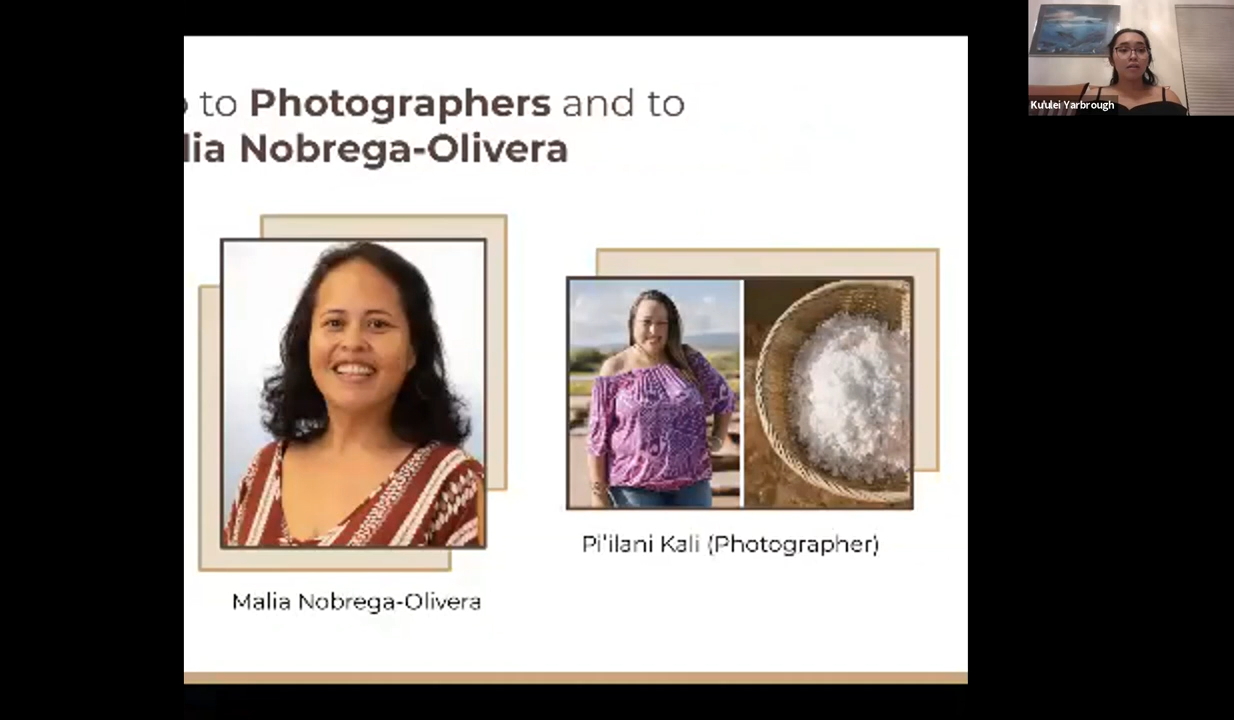 to Photographers and to
lia Nobrega-Olivera
Malia Nobrega-Olivera
Pi'ilani Kali (Photographer)
Ku'ulei Yarbrough